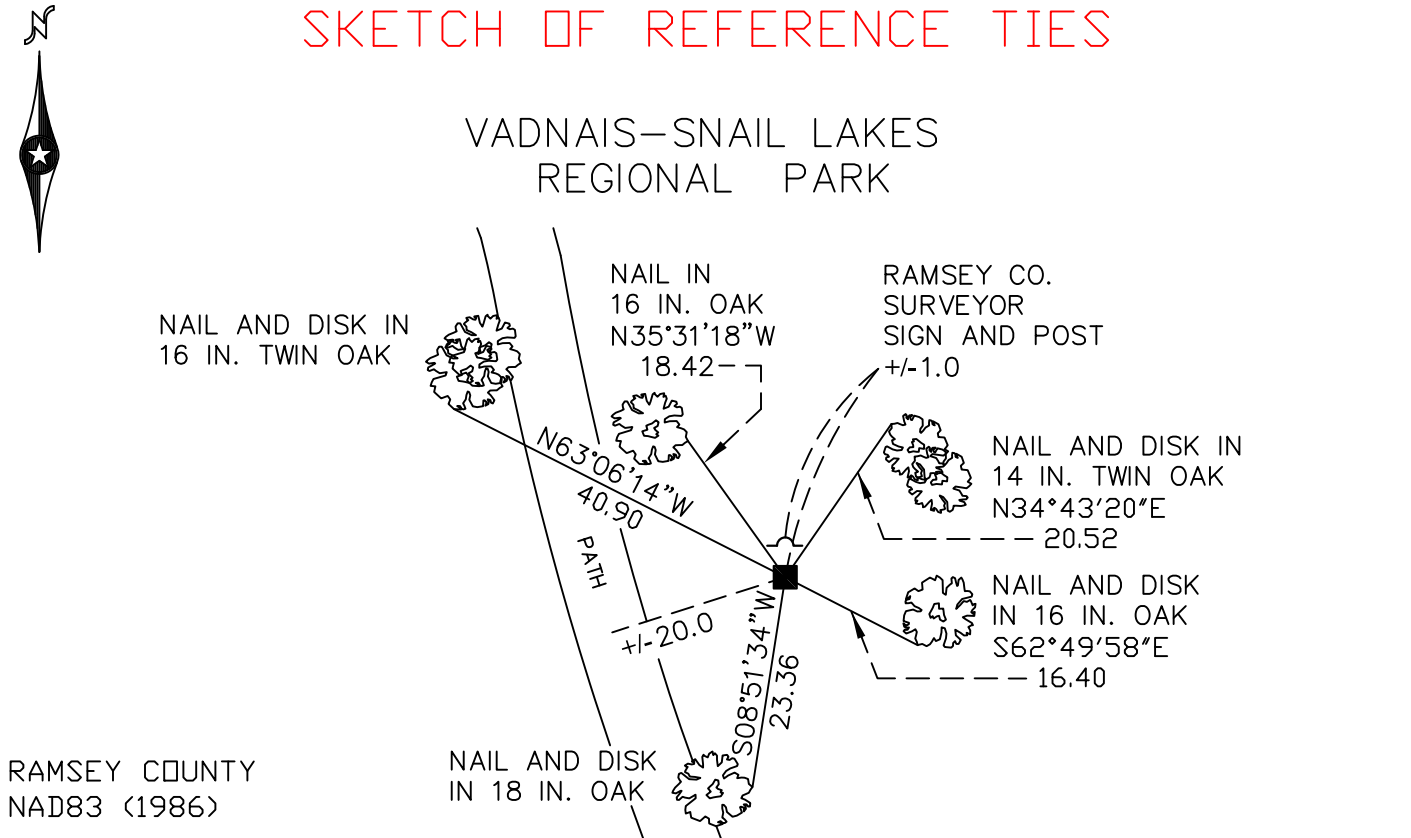 N
SKETCH OF REFERENCE TIES
VADNAIS-SNAIL LAKES
REGIONAL PARK
NAIL AND DISK IN
16 IN. TWIN OAK
NAIL IN
16 IN. OAK
N35°31'18"W
18.42
RAMSEY CO.
SURVEYOR
SIGN AND POST
+/-1.0
N63°06'14"W
40.90
NAIL AND DISK IN
14 IN. TWIN OAK
N34°43'20"E
20.52
PATH
NAIL AND DISK
IN 16 IN. OAK
S62°49'58"E
16.40
+/-20.0
S08°51'34"W
23.36
NAIL AND DISK
IN 18 IN. OAK
RAMSEY COUNTY
NAD83 (1986)